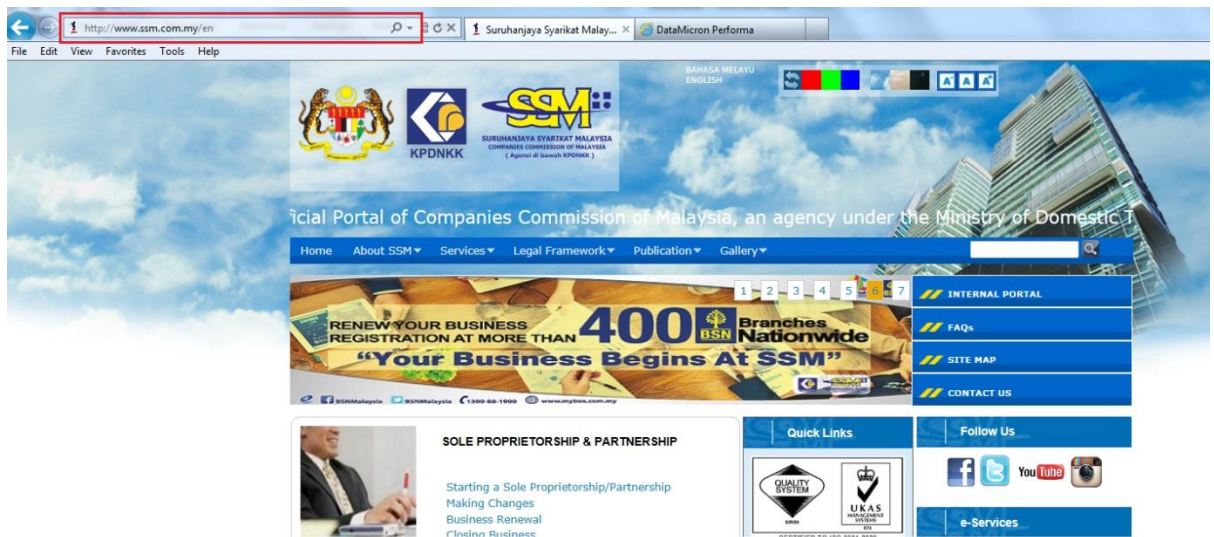 http://www.ssm.com.my/en
Suruhanjaya Syarikat Malay...
DataMicron Performa
File Edit View Favorites Tools Help
BAHASA MELAYU
ENGLISH
A A A
KPDNKK
SSM
SURUHANJAYA SYARIKAT MALAYSIA
COMPANIES COMMISSION OF MALAYSIA
( Agensi di bawah KPDNKK )
icial Portal of Companies Commission of Malaysia, an agency under the Ministry of Domestic T
Home About SSM Services Legal Framework Publication Gallery
1 2 3 4 5 6 7
RENEW YOUR BUSINESS
REGISTRATION AT MORE THAN 400 BSN Branches
Nationwide
“Your Business Begins At SSM”
BSNMalaysia BSNMalaysia 1300-88-1900 www.mybsn.com.my
INTERNAL PORTAL
FAQs
SITE MAP
CONTACT US
SOLE PROPRIETORSHIP & PARTNERSHIP
Starting a Sole Proprietorship/Partnership
Making Changes
Business Renewal
Closing Business
Quick Links
QUALITY
SYSTEM
SIRIM
UKAS
MANAGEMENT
SYSTEMS
Follow Us
You Tube
e-Services